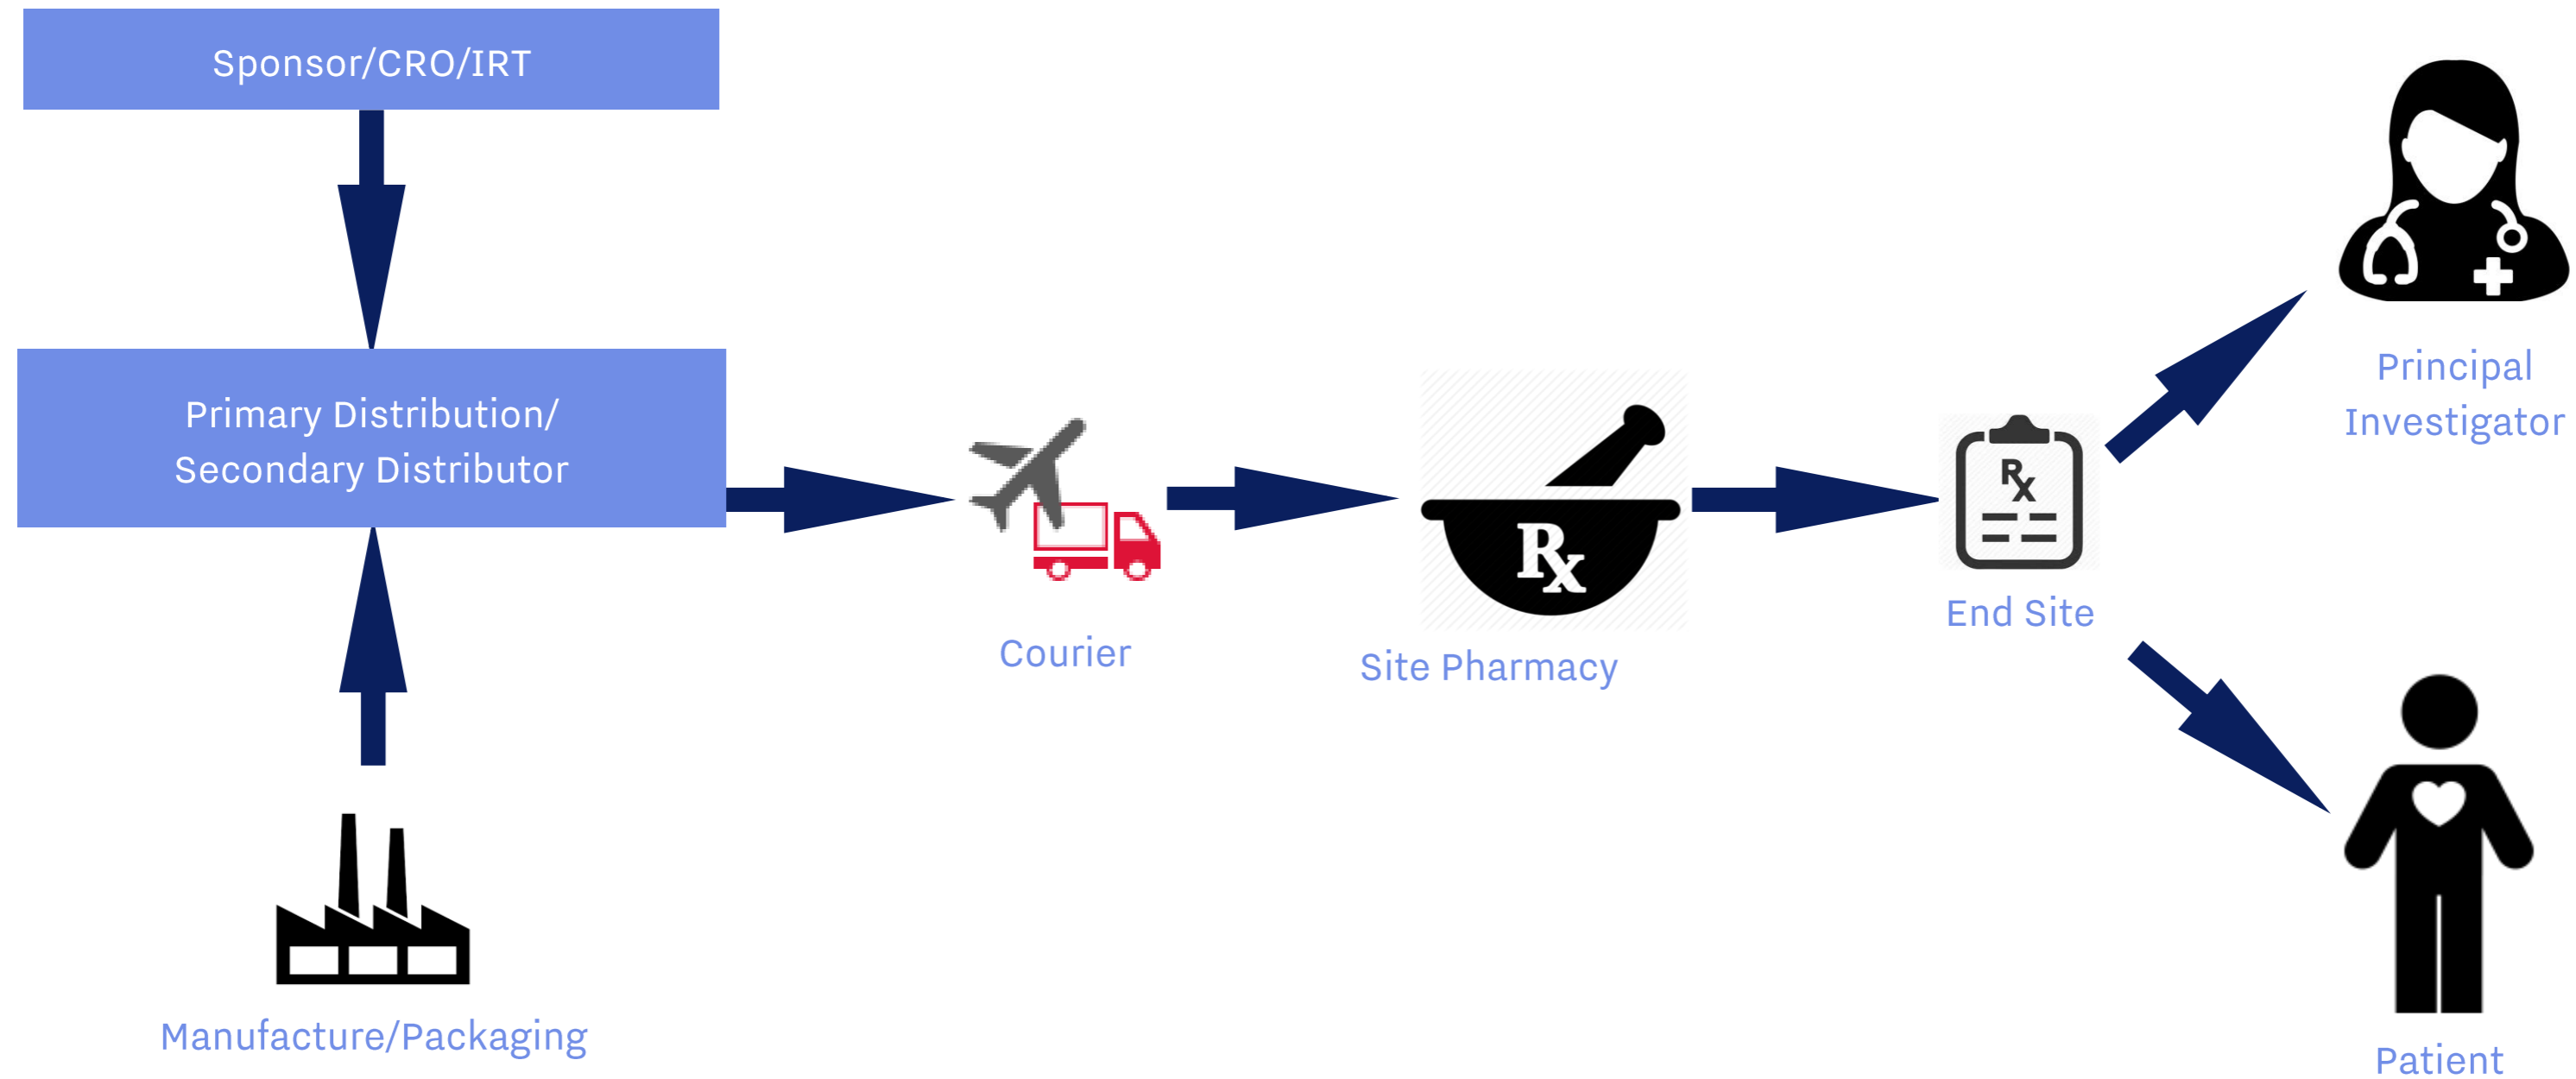 Sponsor/CRO/IRT
Primary Distribution/
Secondary Distributor
Manufacture/Packaging
Courier
Rx
Site Pharmacy
Rx
End Site
Principal
Investigator
Patient